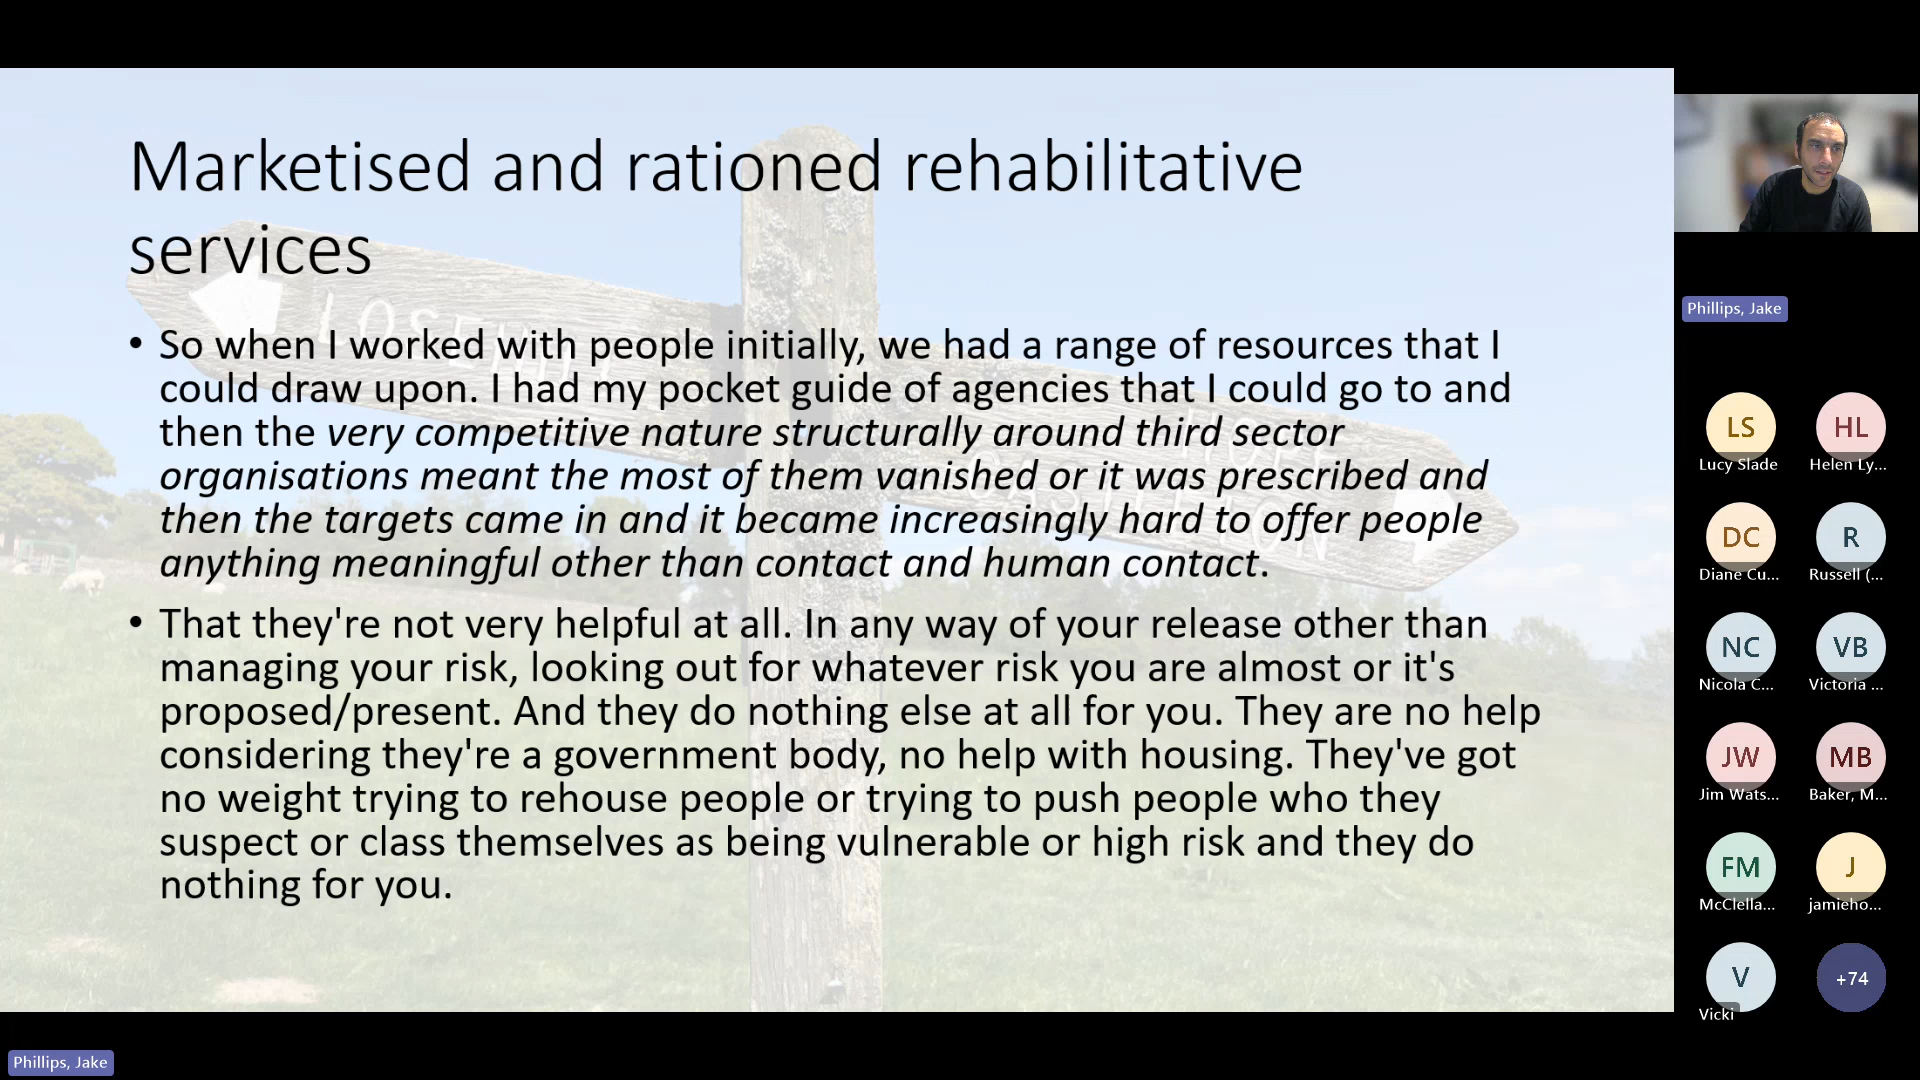 Marketised and rationed rehabilitative
services
• So when I worked with people initially, we had a range of resources that I
could draw upon. I had my pocket guide of agencies that I could go to and
then the very competitive nature structurally around third sector
organisations meant the most of them vanished or it was prescribed and
then the targets came in and it became increasingly hard to offer people
anything meaningful other than contact and human contact.
• That they're not very helpful at all. In any way of your release other than
managing your risk, looking out for whatever risk you are almost or it's
proposed/present. And they do nothing else at all for you. They are no help
considering they're a government body, no help with housing. They've got
no weight trying to rehouse people or trying to push people who they
suspect or class themselves as being vulnerable or high risk and they do
nothing for you.
LOSEHILL
HOPE
CASTLETON
Phillips, Jake
LS
HL
Lucy Slade
Helen Ly...
DC
R
Diane Cu...
Russell (...
NC
VB
Nicola C...
Victoria ...
JW
MB
Jim Wats...
Baker, M...
FM
J
McClella...
jamieho...
V
+74
Vicki
Phillips, Jake